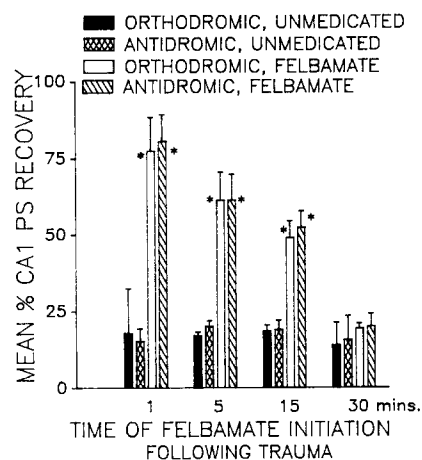 ORTHODROMIC, UNMEDICATED
ANTIDROMIC, UNMEDICATED
ORTHODROMIC, FELBAMATE
ANTIDROMIC, FELBAMATE
MEAN % CA1 PS RECOVERY
100
75
50
25
0
* *
* *
* *
1 5 15 30 mins.
TIME OF FELBAMATE INITIATION
FOLLOWING TRAUMA